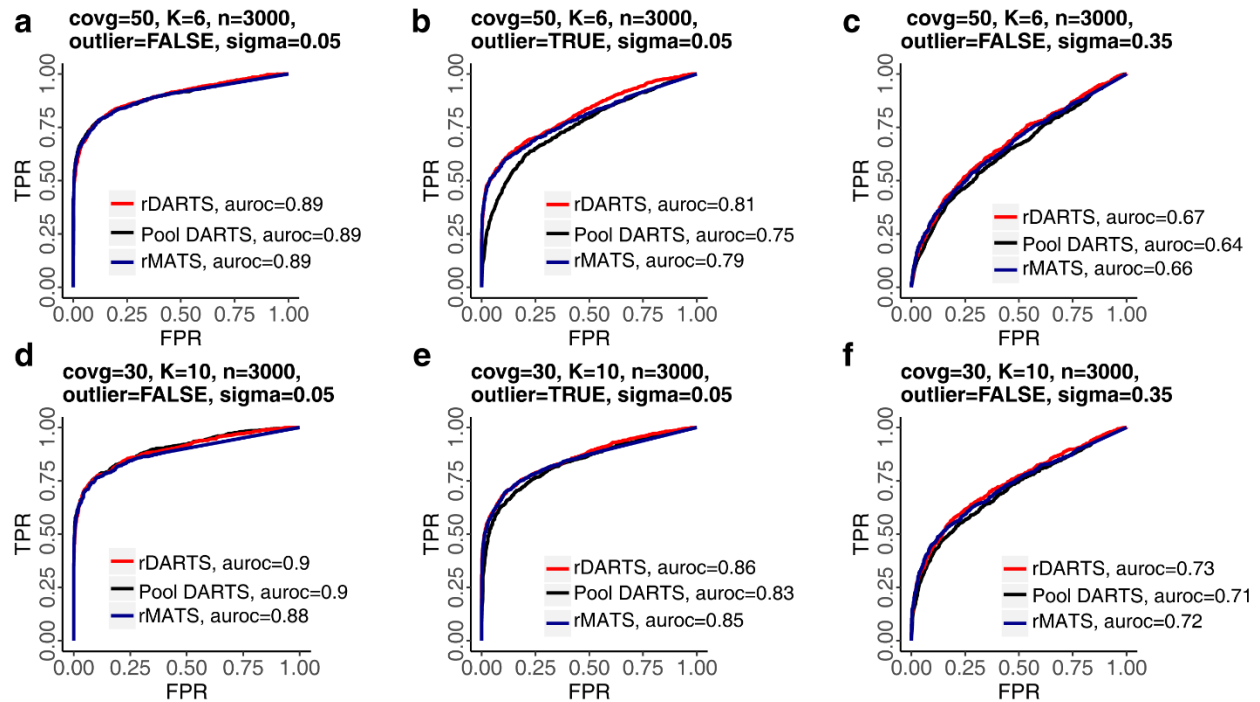 a
covg=50, K=6, n=3000,
outlier=FALSE, sigma=0.05
TPR
1.00
0.75
0.50
0.25
0.00
rDARTS, auroc=0.89
Pool DARTS, auroc=0.89
rMATS, auroc=0.89
0.00 0.25 0.50 0.75 1.00
FPR
b
covg=50, K=6, n=3000,
outlier=TRUE, sigma=0.05
TPR
1.00
0.75
0.50
0.25
0.00
rDARTS, auroc=0.81
Pool DARTS, auroc=0.75
rMATS, auroc=0.79
0.00 0.25 0.50 0.75 1.00
FPR
c
covg=50, K=6, n=3000,
outlier=FALSE, sigma=0.35
TPR
1.00
0.75
0.50
0.25
0.00
rDARTS, auroc=0.67
Pool DARTS, auroc=0.64
rMATS, auroc=0.66
0.00 0.25 0.50 0.75 1.00
FPR
d
covg=30, K=10, n=3000,
outlier=FALSE, sigma=0.05
TPR
1.00
0.75
0.50
0.25
0.00
rDARTS, auroc=0.9
Pool DARTS, auroc=0.9
rMATS, auroc=0.88
0.00 0.25 0.50 0.75 1.00
FPR
e
covg=30, K=10, n=3000,
outlier=TRUE, sigma=0.05
TPR
1.00
0.75
0.50
0.25
0.00
rDARTS, auroc=0.86
Pool DARTS, auroc=0.83
rMATS, auroc=0.85
0.00 0.25 0.50 0.75 1.00
FPR
f
covg=30, K=10, n=3000,
outlier=FALSE, sigma=0.35
TPR
1.00
0.75
0.50
0.25
0.00
rDARTS, auroc=0.73
Pool DARTS, auroc=0.71
rMATS, auroc=0.72
0.00 0.25 0.50 0.75 1.00
FPR